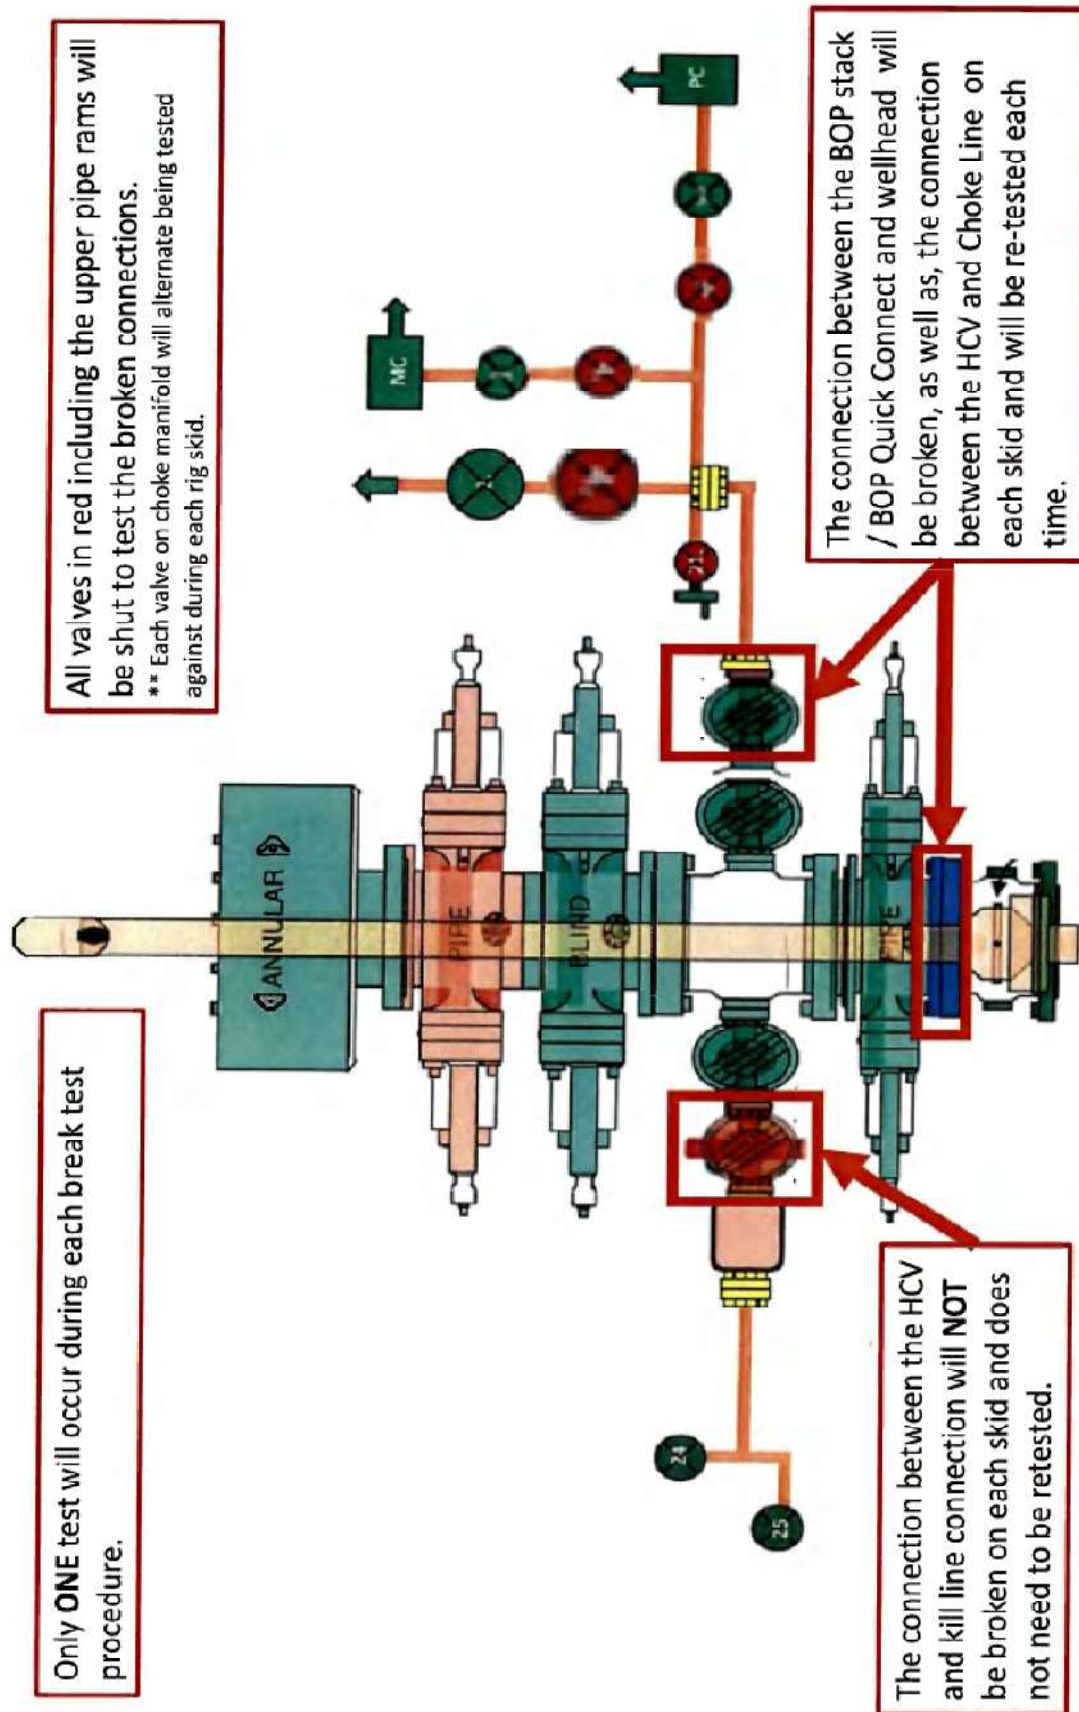 Only ONE test will occur during each break test
procedure.
All valves in red including the upper pipe rams will
be shut to test the broken connections.
** Each valve on choke manifold will alternate being tested
against during each rig skid.
ANNULAR
PIPE
BLIND
PIPE
MC
PC
24
25
The connection between the HCV
and kill line connection will NOT
be broken on each skid and does
not need to be retested.
The connection between the BOP stack
/ BOP Quick Connect and wellhead will
be broken, as well as, the connection
between the HCV and Choke Line on
each skid and will be re-tested each
time.